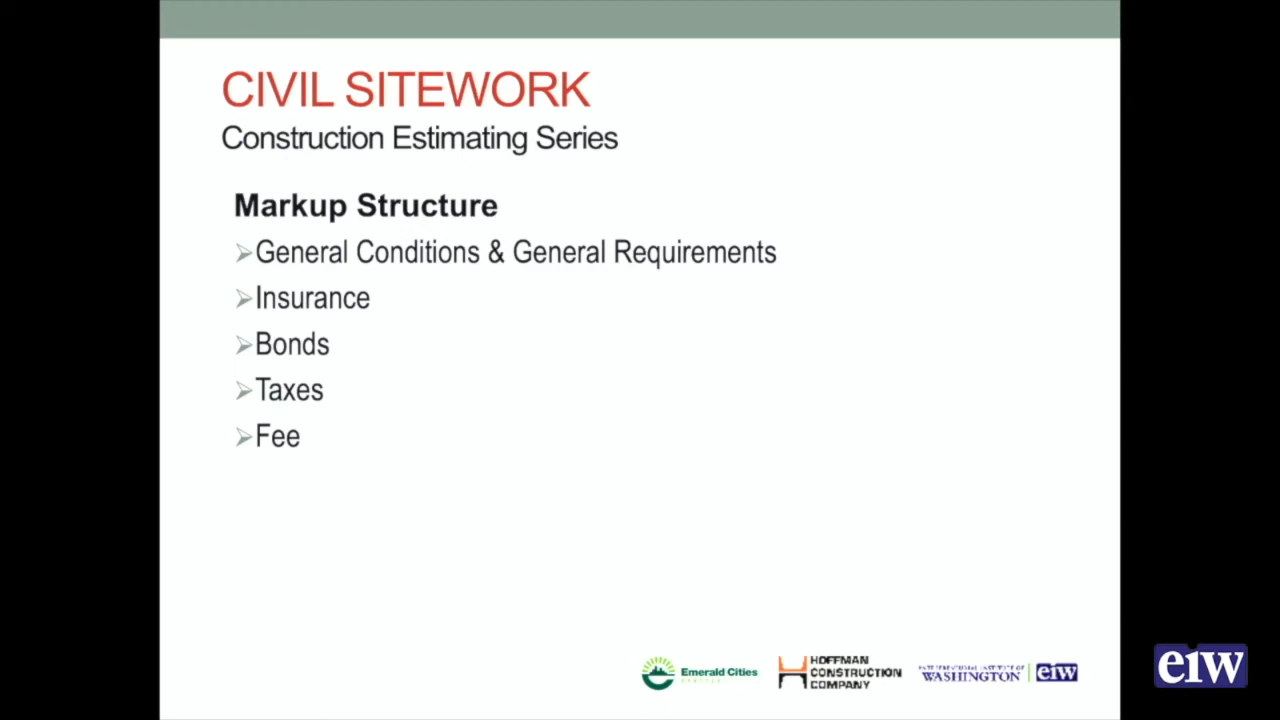 CIVIL SITEWORK
Construction Estimating Series
Markup Structure
General Conditions & General Requirements
Insurance
Bonds
Taxes
Fee
Emerald Cities
HOFFMAN
CONSTRUCTION
COMPANY
WASHINGTON
eiw
eiw